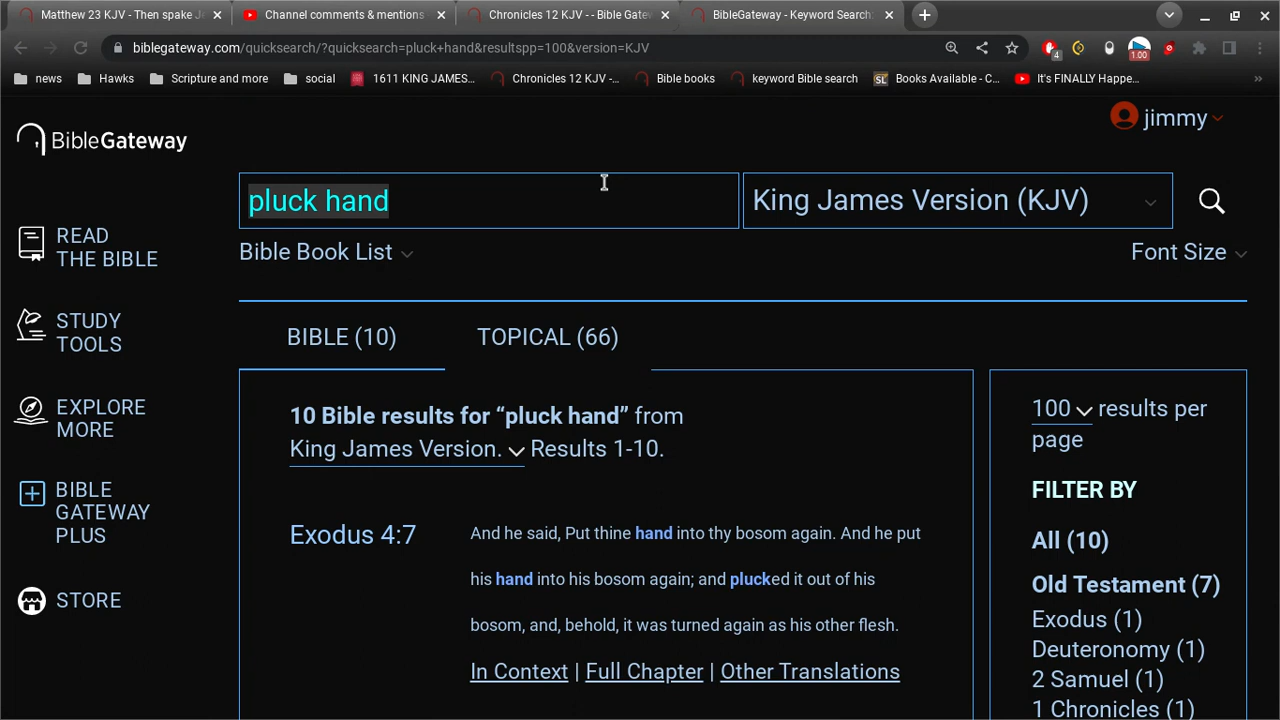 Matthew 23 KJV - Then spake J
Channel comments & mentions -
Chronicles 12 KJV - - Bible Gatew
BibleGateway - Keyword Search:
biblegateway.com/quicksearch/?quicksearch=pluck+hand&resultspp=100&version=KJV
4
1.00
news
Hawks
Scripture and more
social
1611 KING JAMES...
Chronicles 12 KJV -...
Bible books
keyword Bible search
SL
Books Available - C...
It's FINALLY Happe...
»
BibleGateway
jimmy
pluck hand
King James Version (KJV)
READ
THE BIBLE
Bible Book List
Font Size
STUDY
TOOLS
BIBLE (10)
TOPICAL (66)
EXPLORE
MORE
10 Bible results for “pluck hand” from
King James Version. Results 1-10.
100 results per
page
BIBLE
GATEWAY
PLUS
FILTER BY
Exodus 4:7
And he said, Put thine hand into thy bosom again. And he put
his hand into his bosom again; and plucked it out of his
bosom, and, behold, it was turned again as his other flesh.
In Context | Full Chapter | Other Translations
All (10)
Old Testament (7)
STORE
Exodus (1)
Deuteronomy (1)
2 Samuel (1)
1 Chronicles (1)